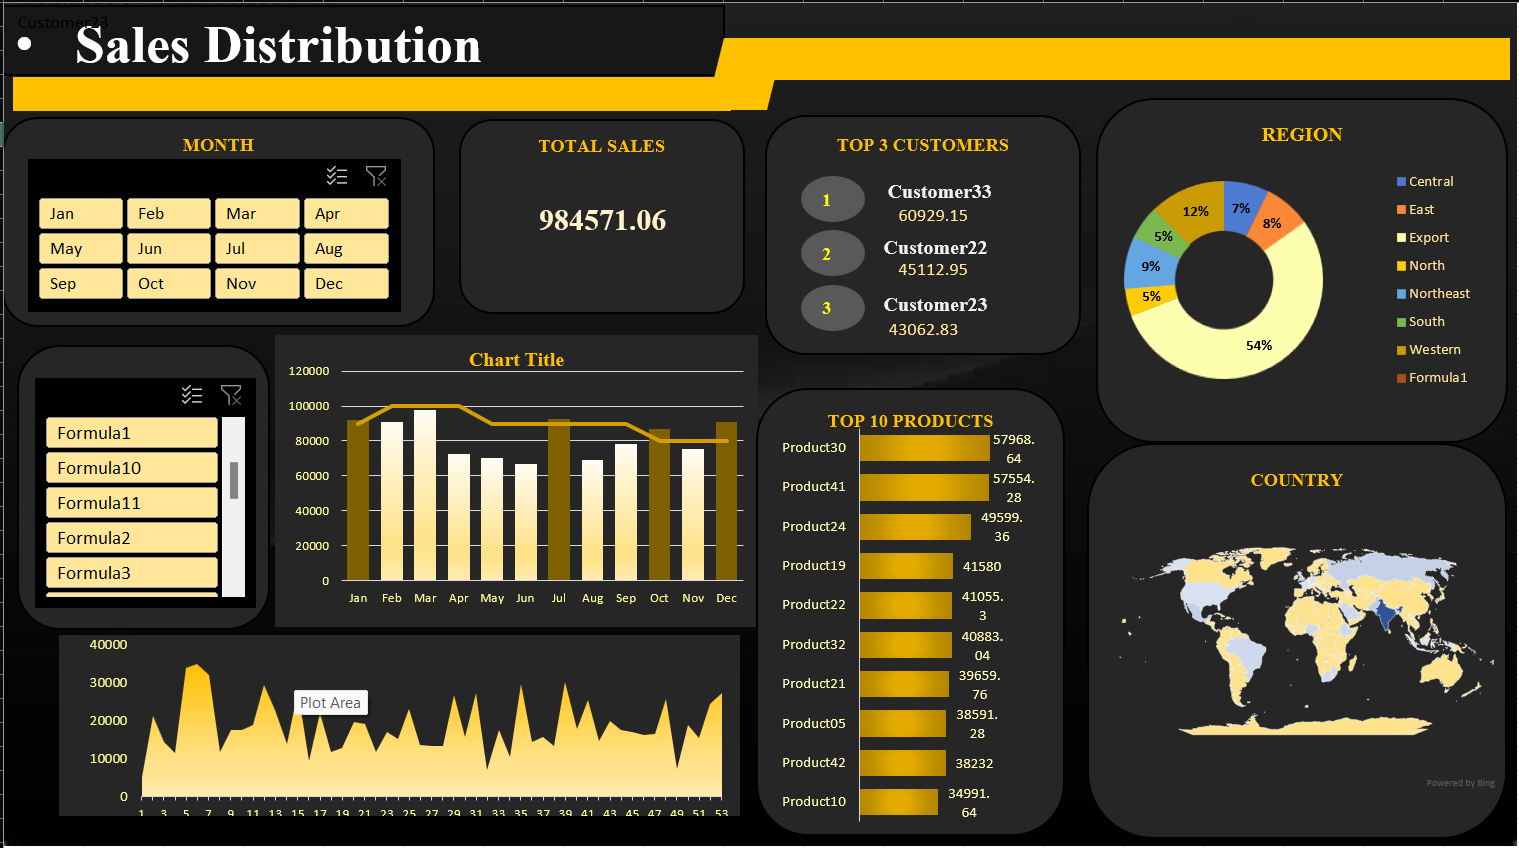 Customer23
• Sales Distribution
MONTH
Jan Feb Mar Apr
May Jun Jul Aug
Sep Oct Nov Dec
TOTAL SALES
984571.06
TOP 3 CUSTOMERS
1 Customer33
60929.15
2 Customer22
45112.95
3 Customer23
43062.83
REGION
7%
8%
54%
5%
9%
5%
12%
Central
East
Export
North
Northeast
South
Western
Formula1
Formula1
Formula10
Formula11
Formula2
Formula3
Chart Title
120000
100000
80000
60000
40000
20000
0
Jan Feb Mar Apr May Jun Jul Aug Sep Oct Nov Dec
40000
30000
20000
10000
0
Plot Area
1 3 5 7 9 11 13 15 17 19 21 23 25 27 29 31 33 35 37 39 41 43 45 47 49 51 53
TOP 10 PRODUCTS
Product30 57968.
64
Product41 57554.
28
Product24 49599.
36
Product19 41580
Product22 41055.
3
Product32 40883.
04
Product21 39659.
76
Product05 38591.
28
Product42 38232
Product10 34991.
64
COUNTRY
Powered by Bing